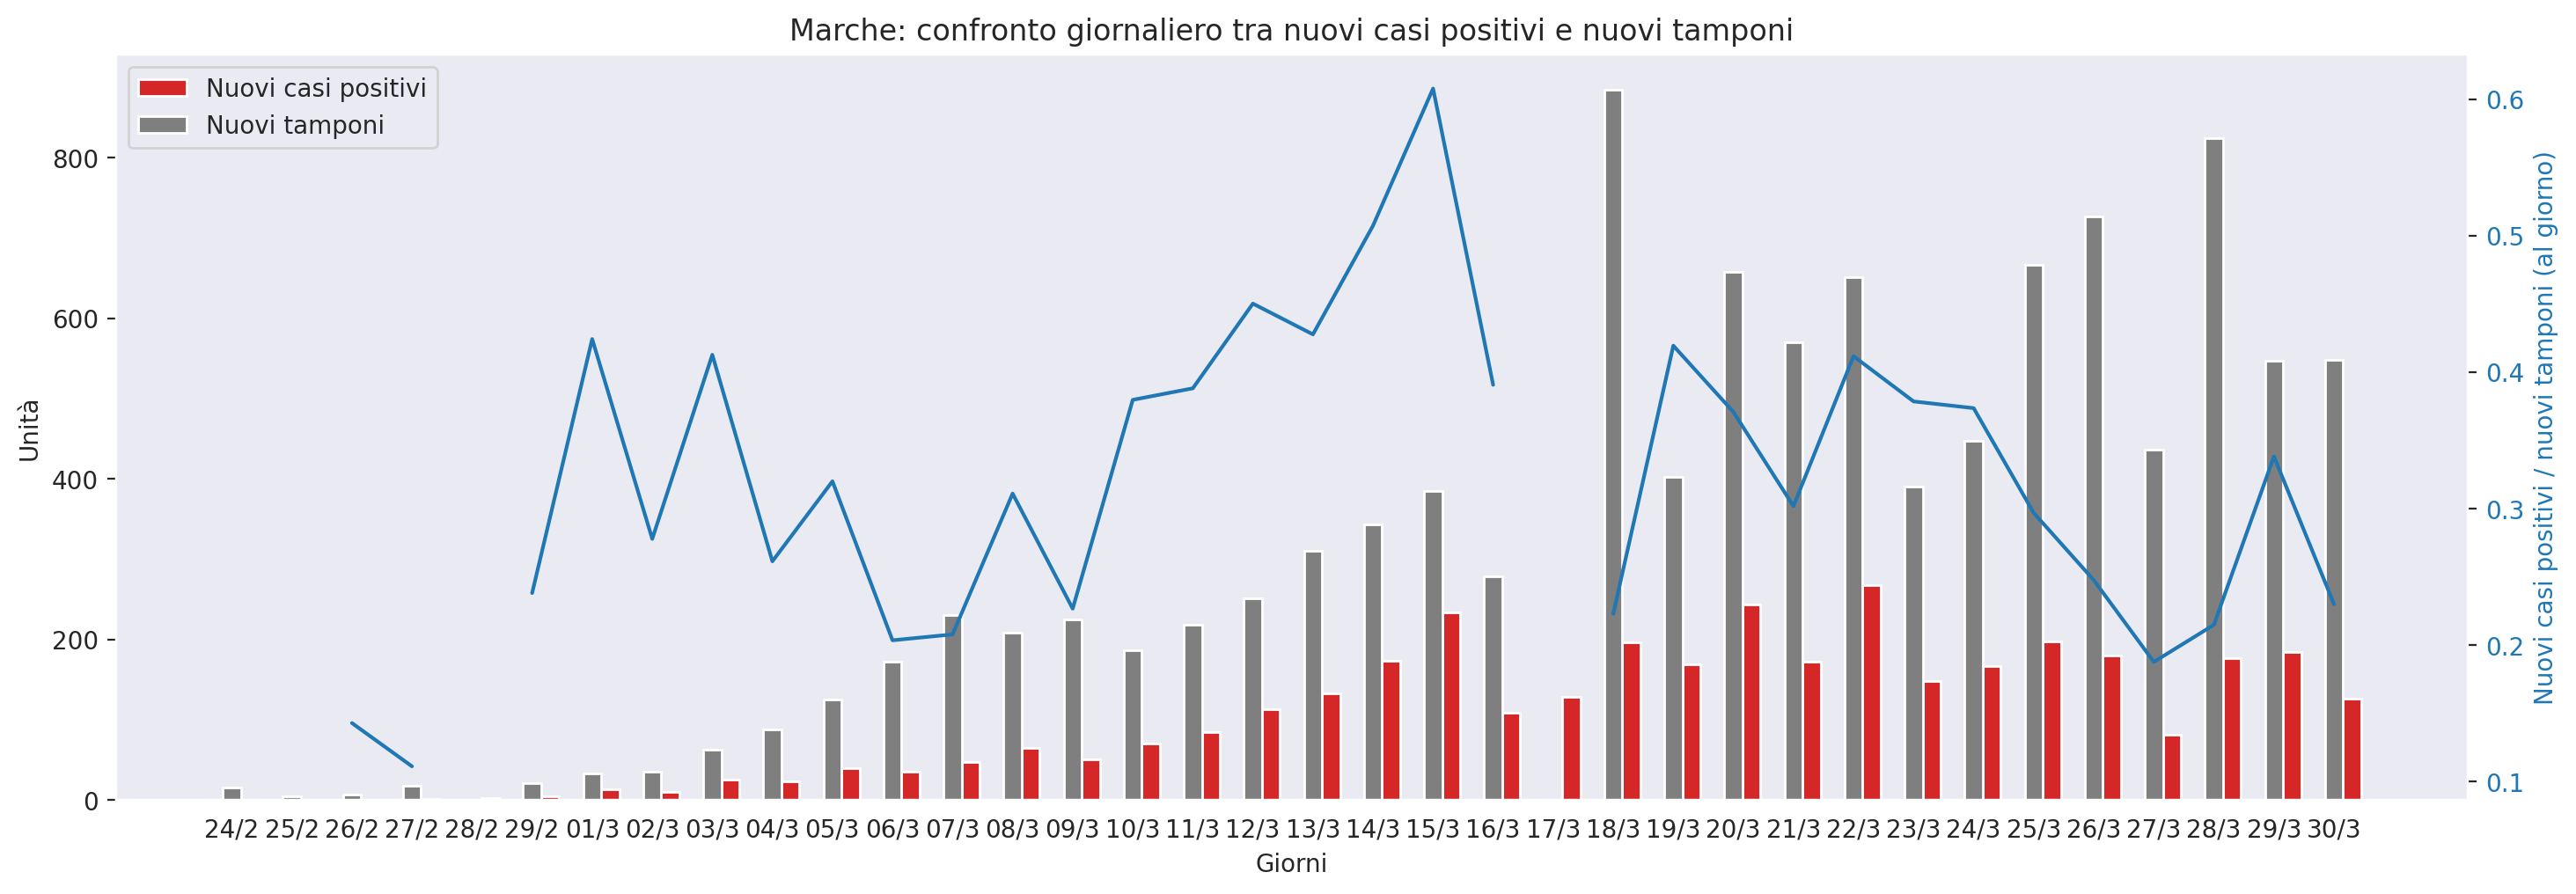 Marche: confronto giornaliero tra nuovi casi positivi e nuovi tamponi
Nuovi casi positivi
Nuovi tamponi
Unità
800
600
400
200
0
0.6
0.5
0.4
0.3
0.2
0.1
Nuovi casi positivi / nuovi tamponi (al giorno)
24/2 25/2 26/2 27/2 28/2 29/2 01/3 02/3 03/3 04/3 05/3 06/3 07/3 08/3 09/3 10/3 11/3 12/3 13/3 14/3 15/3 16/3 17/3 18/3 19/3 20/3 21/3 22/3 23/3 24/3 25/3 26/3 27/3 28/3 29/3 30/3
Giorni